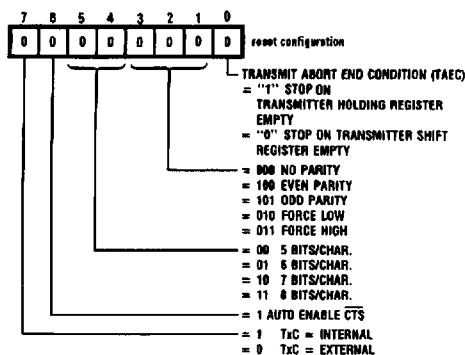 7 6 5 4 3 2 1 0
0 0 0 0 0 0 0 0 reset configuration
TRANSMIT ABORT END CONDITION (TAEC)
= "1" STOP ON
TRANSMITTER HOLDING REGISTER
EMPTY
= "0" STOP ON TRANSMITTER SHIFT
REGISTER EMPTY
= 000 NO PARITY
= 100 EVEN PARITY
= 101 ODD PARITY
= 010 FORCE LOW
= 011 FORCE HIGH
= 00 5 BITS/CHAR.
= 01 6 BITS/CHAR.
= 10 7 BITS/CHAR.
= 11 8 BITS/CHAR.
= 1 AUTO ENABLE C̅T̅S̅
= 1 TxC = INTERNAL
= 0 TxC = EXTERNAL